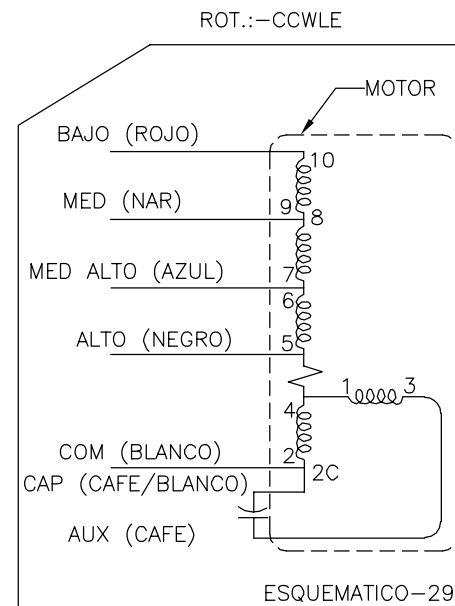 ROT.:-CCWLE
MOTOR
BAJO (ROJO)
10
MED (NAR)
9 8
MED ALTO (AZUL)
7
6
ALTO (NEGRO)
5
1 3
4
COM (BLANCO)
2 2C
CAP (CAFE/BLANCO)
AUX (CAFE)
ESQUEMATICO-29